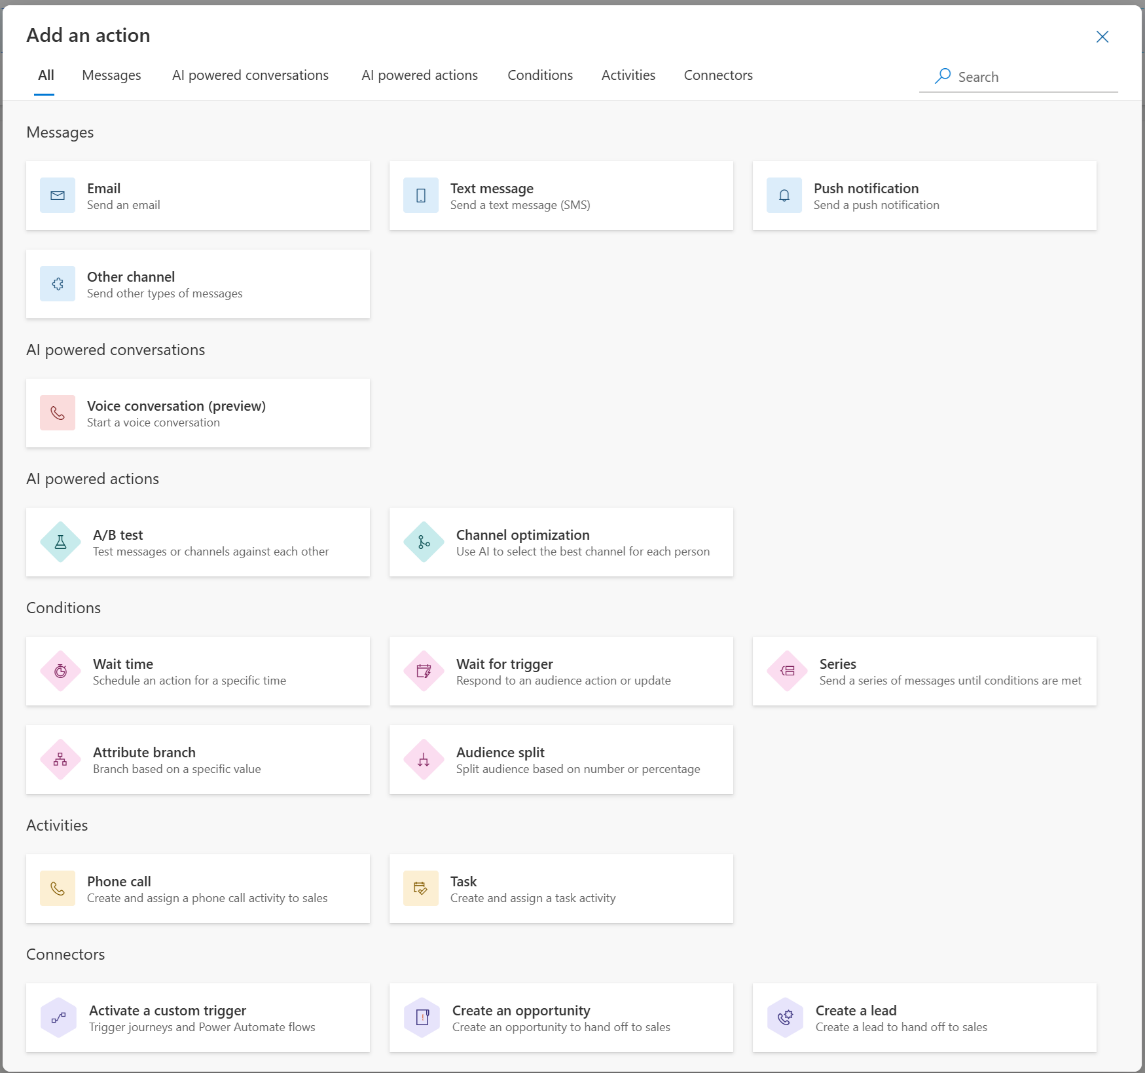 Add an action
All Messages AI powered conversations AI powered actions Conditions Activities Connectors Search
Messages
Email
Send an email
Text message
Send a text message (SMS)
Push notification
Send a push notification
Other channel
Send other types of messages
AI powered conversations
Voice conversation (preview)
Start a voice conversation
AI powered actions
A/B test
Test messages or channels against each other
Channel optimization
Use AI to select the best channel for each person
Conditions
Wait time
Schedule an action for a specific time
Wait for trigger
Respond to an audience action or update
Series
Send a series of messages until conditions are met
Attribute branch
Branch based on a specific value
Audience split
Split audience based on number or percentage
Activities
Phone call
Create and assign a phone call activity to sales
Task
Create and assign a task activity
Connectors
Activate a custom trigger
Trigger journeys and Power Automate flows
Create an opportunity
Create an opportunity to hand off to sales
Create a lead
Create a lead to hand off to sales